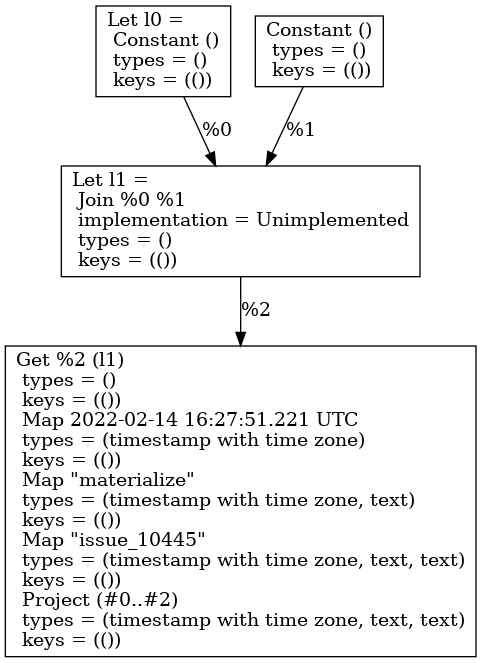 Let l0 =
Constant ()
types = ()
keys = (())
Constant ()
types = ()
keys = (())
%0
%1
Let l1 =
Join %0 %1
implementation = Unimplemented
types = ()
keys = (())
%2
Get %2 (l1)
types = ()
keys = (())
Map 2022-02-14 16:27:51.221 UTC
types = (timestamp with time zone)
keys = (())
Map "materialize"
types = (timestamp with time zone, text)
keys = (())
Map "issue_10445"
types = (timestamp with time zone, text, text)
keys = (())
Project (#0..#2)
types = (timestamp with time zone, text, text)
keys = (())